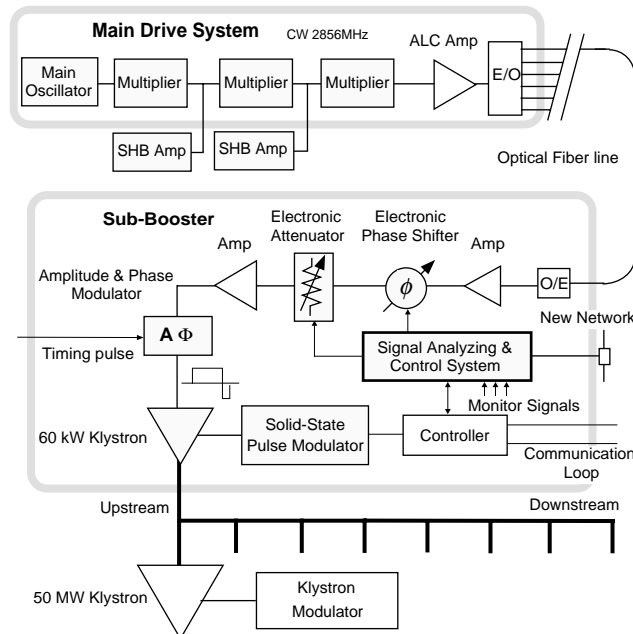 Main Drive System
CW 2856MHz
ALC Amp
Main
Oscillator
Multiplier
Multiplier
Multiplier
E/O
SHB Amp
SHB Amp
Optical Fiber line
Sub-Booster
Electronic
Attenuator
Electronic
Phase Shifter
Amp
Amp
Amplitude & Phase
Modulator
ϕ
O/E
New Network
A Φ
Timing pulse
Signal Analyzing &
Control System
Monitor Signals
60 kW Klystron
Solid-State
Pulse Modulator
Controller
Communication
Loop
Upstream
Downstream
50 MW Klystron
Klystron
Modulator